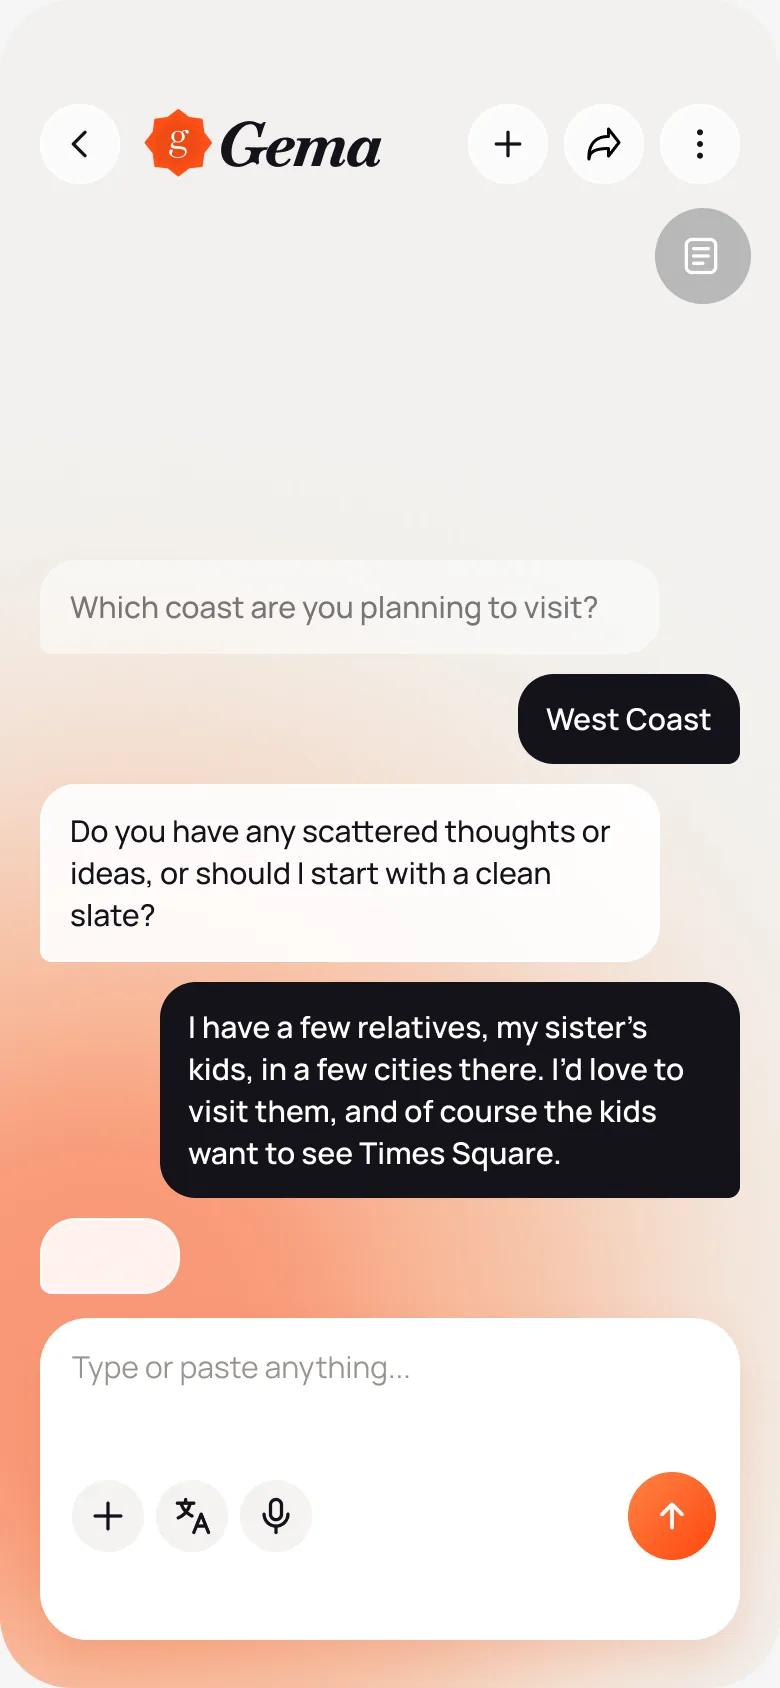 g Gema
Which coast are you planning to visit?
West Coast
Do you have any scattered thoughts or
ideas, or should I start with a clean
slate?
I have a few relatives, my sister’s
kids, in a few cities there. I’d love to
visit them, and of course the kids
want to see Times Square.
Type or paste anything...
文A